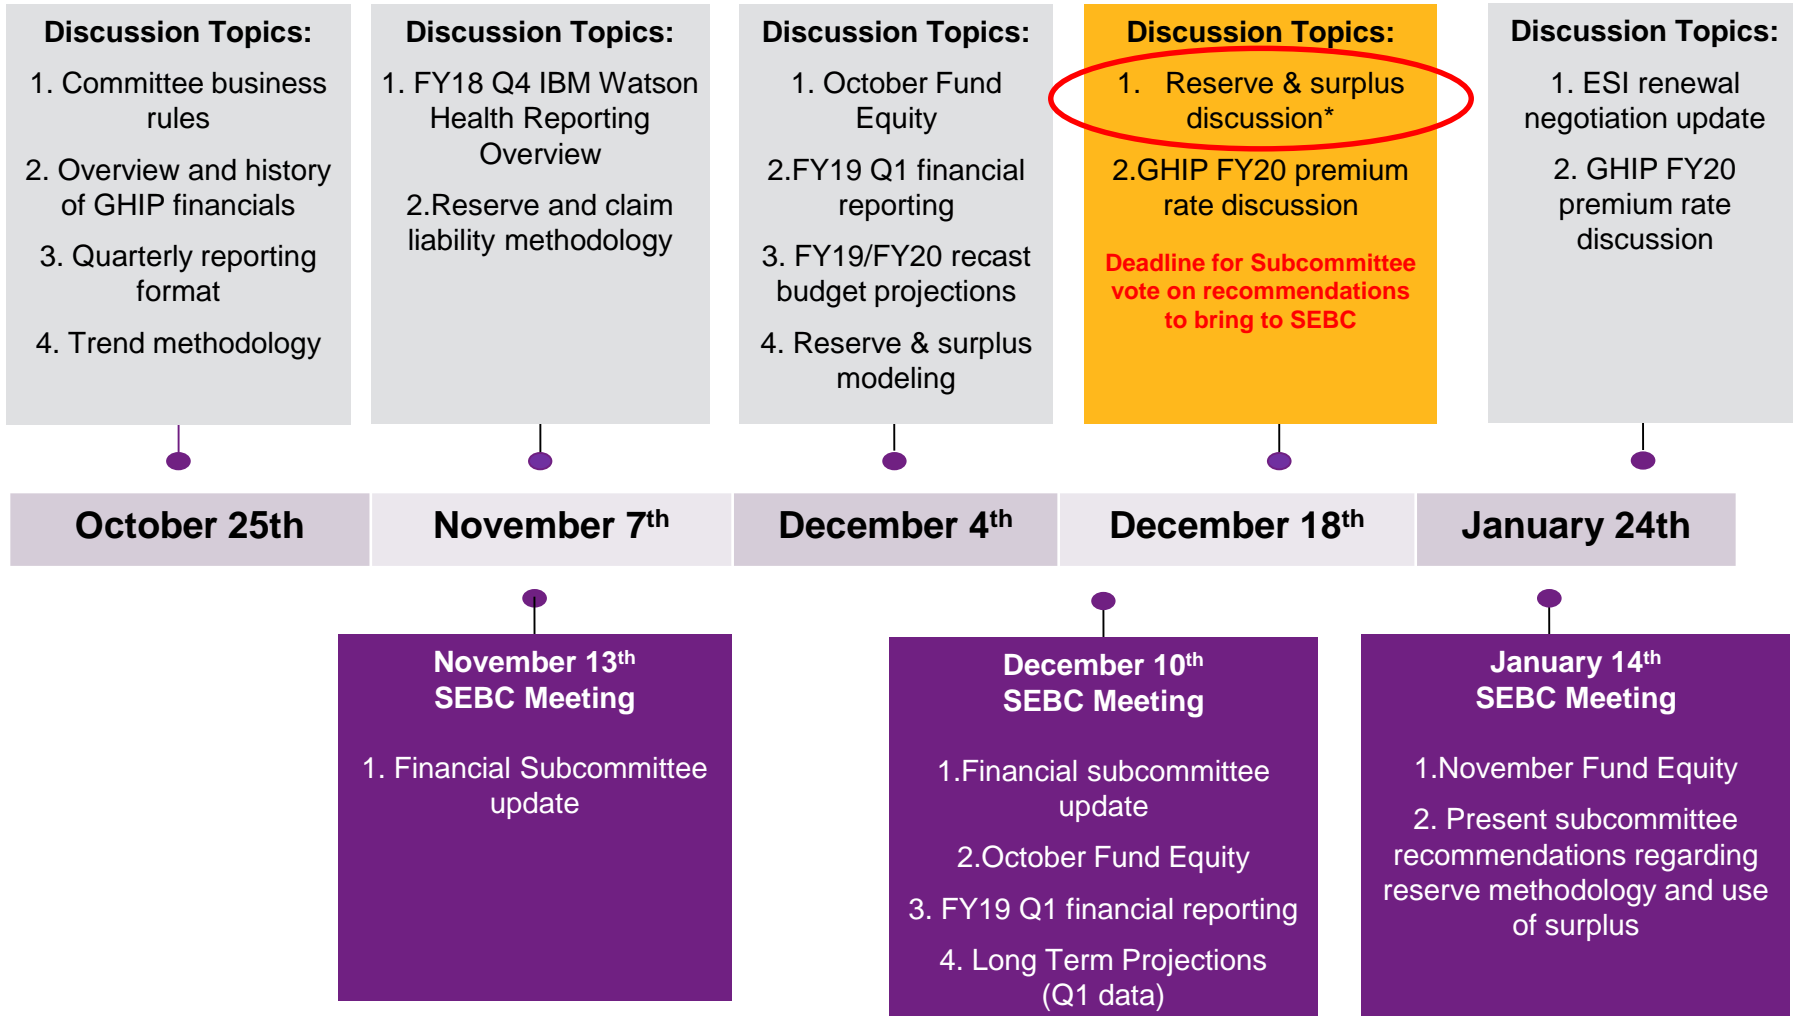 Discussion Topics:
1. Committee business
rules
2. Overview and history
of GHIP financials
3. Quarterly reporting
format
4. Trend methodology
Discussion Topics:
1. FY18 Q4 IBM Watson
Health Reporting
Overview
2.Reserve and claim
liability methodology
Discussion Topics:
1. October Fund
Equity
2.FY19 Q1 financial
reporting
3. FY19/FY20 recast
budget projections
4. Reserve & surplus
modeling
Discussion Topics:
1. Reserve & surplus
discussion*
2.GHIP FY20 premium
rate discussion
Deadline for Subcommittee
vote on recommendations
to bring to SEBC
Discussion Topics:
1. ESI renewal
negotiation update
2. GHIP FY20
premium rate
discussion
October 25th
November 7th
December 4th
December 18th
January 24th
November 13th
SEBC Meeting
1. Financial Subcommittee
update
December 10th
SEBC Meeting
1.Financial subcommittee
update
2.October Fund Equity
3. FY19 Q1 financial reporting
4. Long Term Projections
(Q1 data)
January 14th
SEBC Meeting
1.November Fund Equity
2. Present subcommittee
recommendations regarding
reserve methodology and use
of surplus